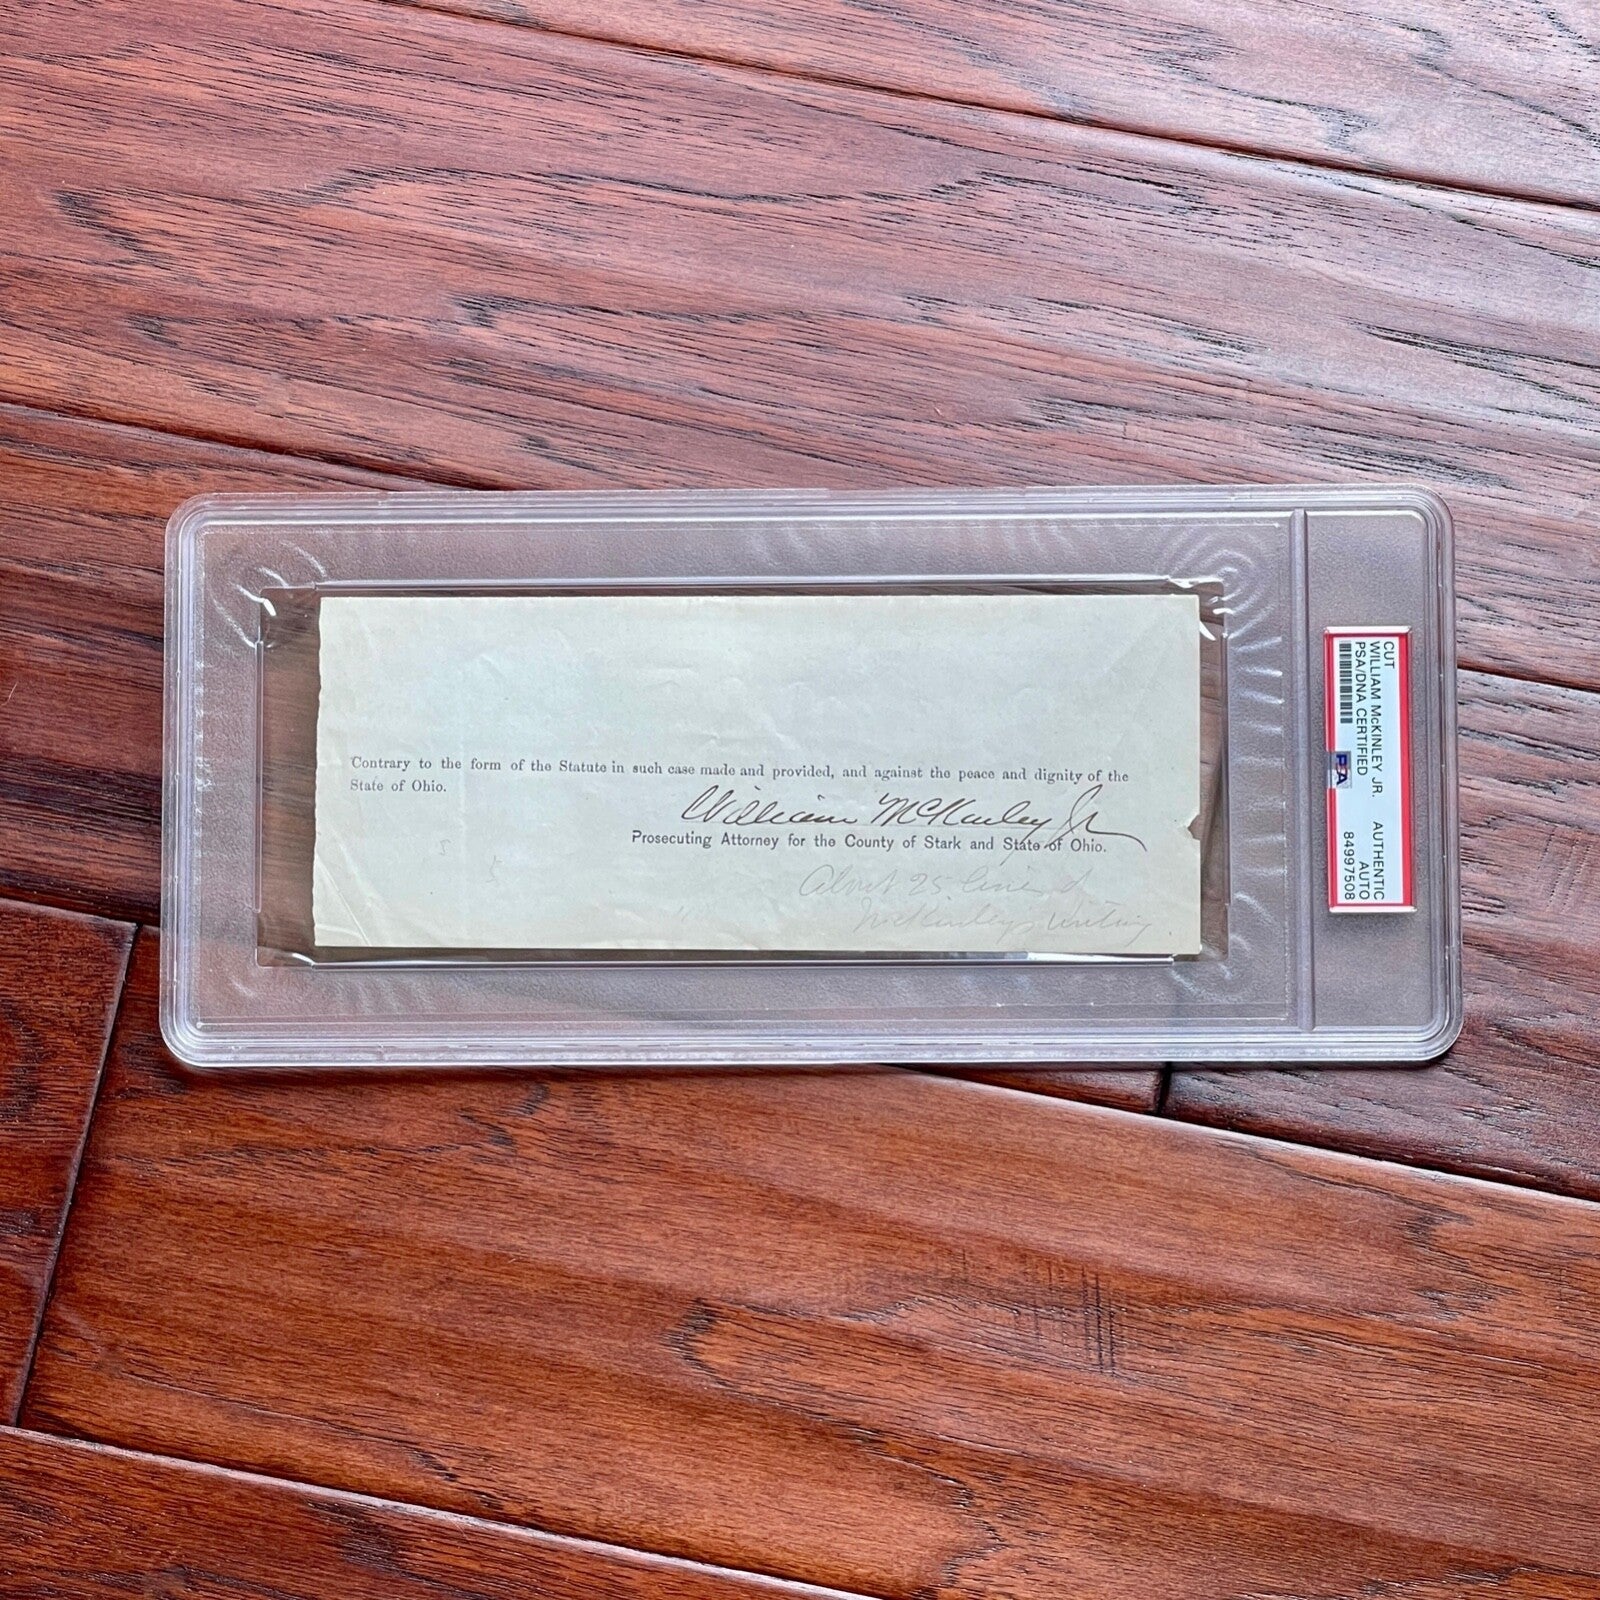 Contrary to the form of the Statute in such case made and provided, and against the peace and dignity of the
State of Ohio.
William McKinley Jr
Prosecuting Attorney for the County of Stark and State of Ohio.
About 25 lines of
McKinley's writing
CUT
WILLIAM McKINLEY JR. AUTHENTIC
PSA/DNA CERTIFIED AUTO
PSA 84997508